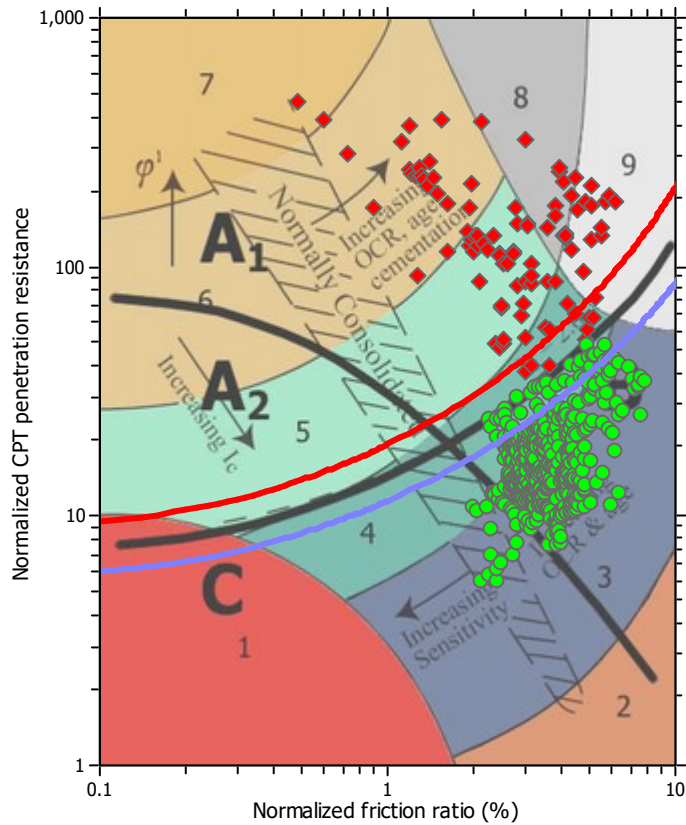 1,000
7
8
9
φ¹
Normally Consolidated
Increasing
OCR, age,
cementation
A₁
100
6
A₂
Increasing Ic
5
10
4
C
OCR & age
3
Increasing
Sensitivity
1
2
1
0.1
1
10
Normalized CPT penetration resistance
Normalized friction ratio (%)